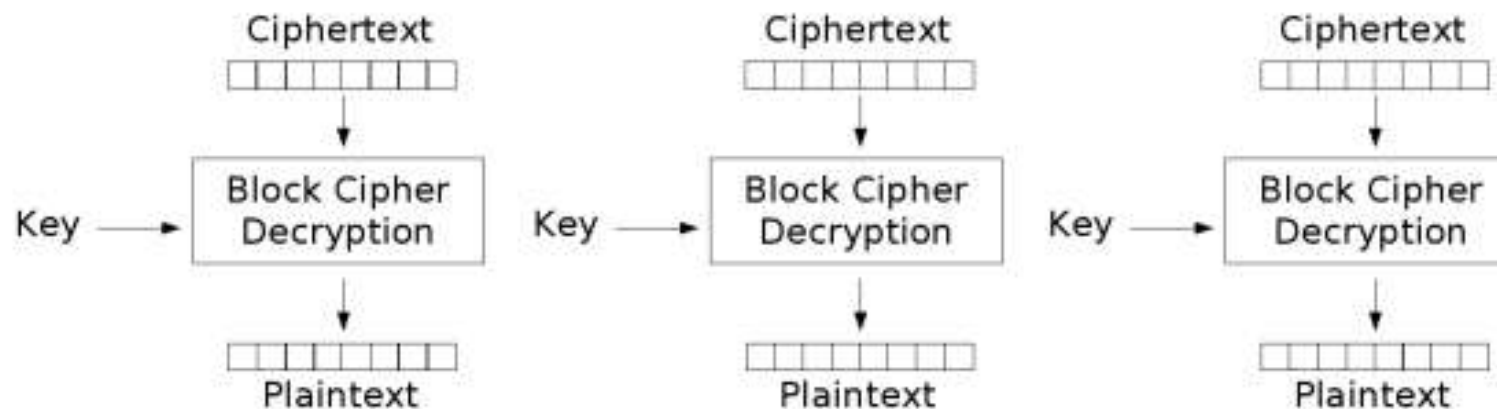 Ciphertext Ciphertext Ciphertext
Block Cipher Block Cipher Block Cipher
Key Decryption Key Decryption Key Decryption
Plaintext Plaintext Plaintext